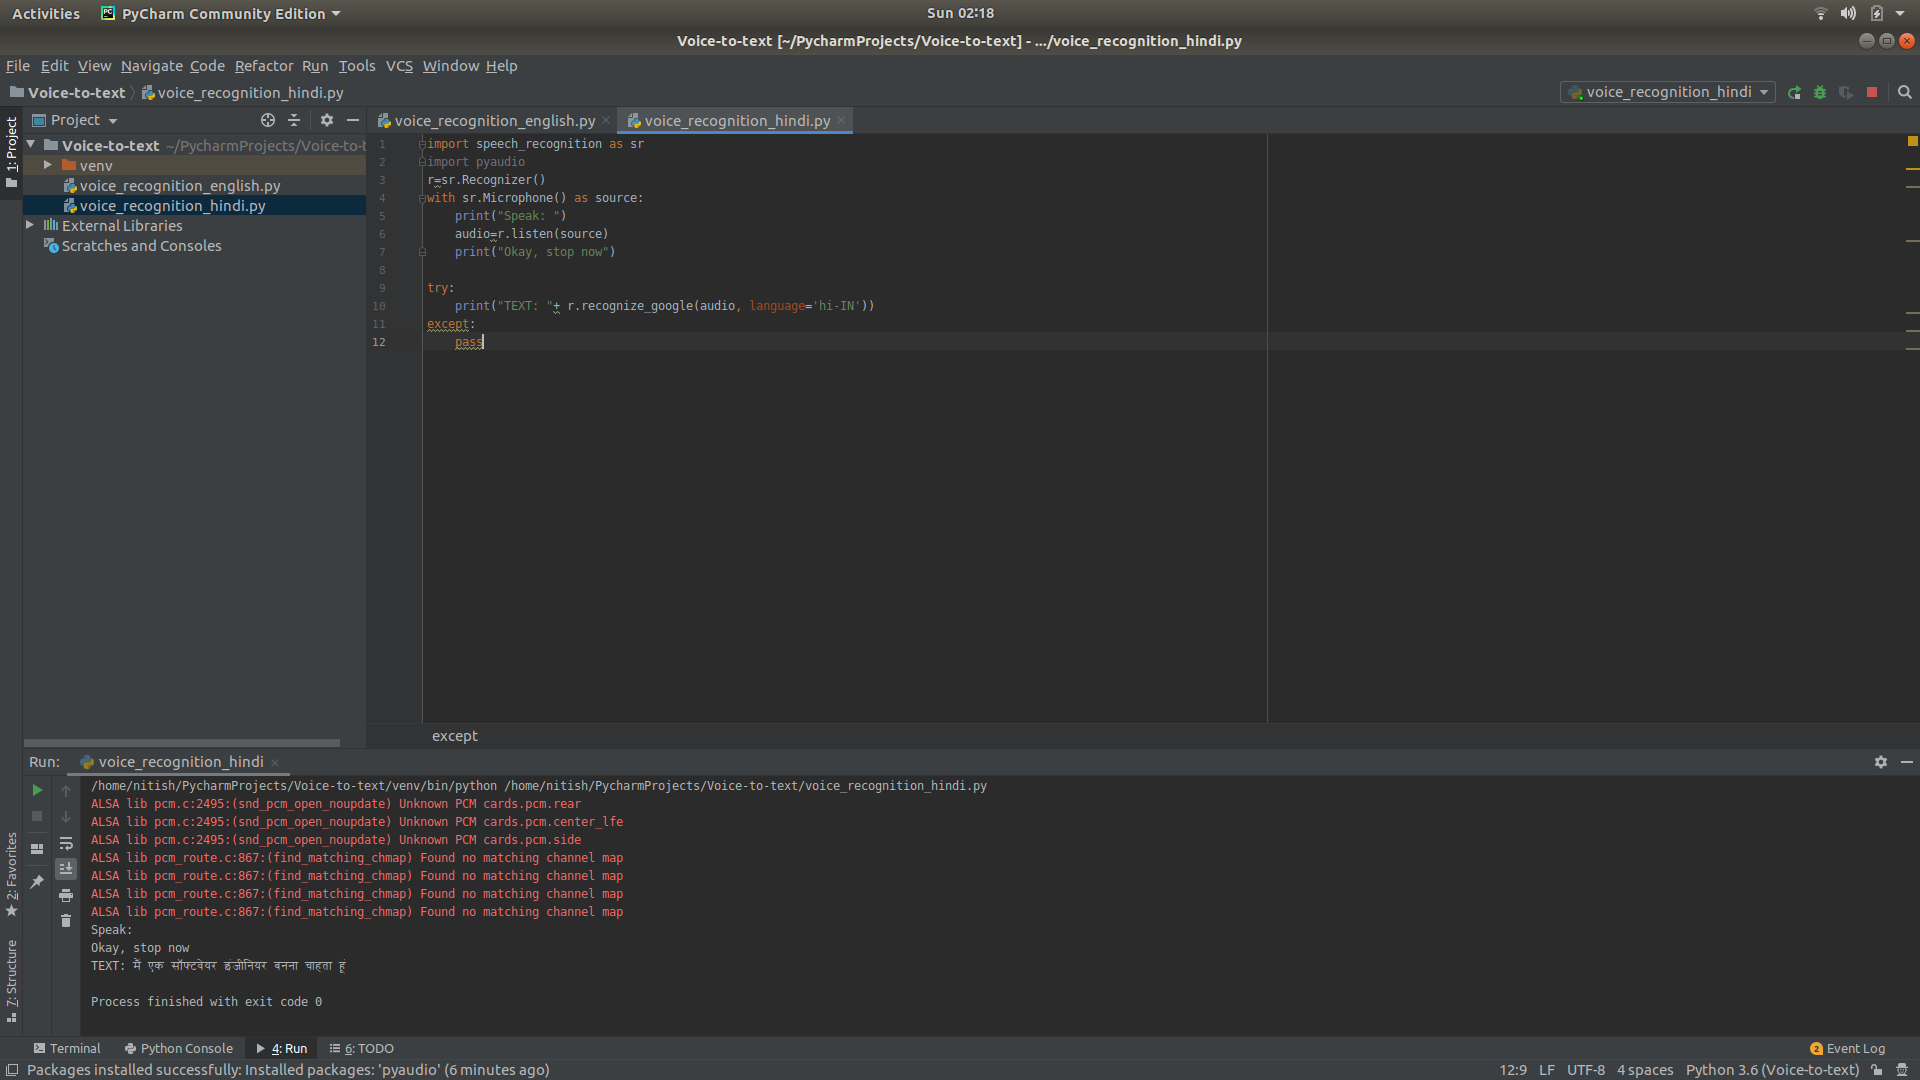 Activities PyCharm Community Edition Sun 02:18
Voice-to-text [~/PycharmProjects/Voice-to-text] - .../voice_recognition_hindi.py
File Edit View Navigate Code Refactor Run Tools VCS Window Help
Voice-to-text voice_recognition_hindi.py voice_recognition_hindi
1: Project
Project
Voice-to-text ~/PycharmProjects/Voice-to-t
venv
voice_recognition_english.py
voice_recognition_hindi.py
External Libraries
Scratches and Consoles
voice_recognition_english.py voice_recognition_hindi.py
1 import speech_recognition as sr
2 import pyaudio
3 r=sr.Recognizer()
4 with sr.Microphone() as source:
5 print("Speak: ")
6 audio=r.listen(source)
7 print("Okay, stop now")
8
9 try:
10 print("TEXT: "+ r.recognize_google(audio, language='hi-IN'))
11 except:
12 pass
except
Run: voice_recognition_hindi
/home/nitish/PycharmProjects/Voice-to-text/venv/bin/python /home/nitish/PycharmProjects/Voice-to-text/voice_recognition_hindi.py
ALSA lib pcm.c:2495:(snd_pcm_open_noupdate) Unknown PCM cards.pcm.rear
ALSA lib pcm.c:2495:(snd_pcm_open_noupdate) Unknown PCM cards.pcm.center_lfe
ALSA lib pcm.c:2495:(snd_pcm_open_noupdate) Unknown PCM cards.pcm.side
ALSA lib pcm_route.c:867:(find_matching_chmap) Found no matching channel map
ALSA lib pcm_route.c:867:(find_matching_chmap) Found no matching channel map
ALSA lib pcm_route.c:867:(find_matching_chmap) Found no matching channel map
ALSA lib pcm_route.c:867:(find_matching_chmap) Found no matching channel map
Speak:
Okay, stop now
TEXT: मैं एक सॉफ्टवेयर इंजीनियर बनना चाहता हूं
Process finished with exit code 0
2: Favorites
7: Structure
Terminal Python Console 4: Run 6: TODO 2 Event Log
Packages installed successfully: Installed packages: 'pyaudio' (6 minutes ago) 12:9 LF UTF-8 4 spaces Python 3.6 (Voice-to-text)